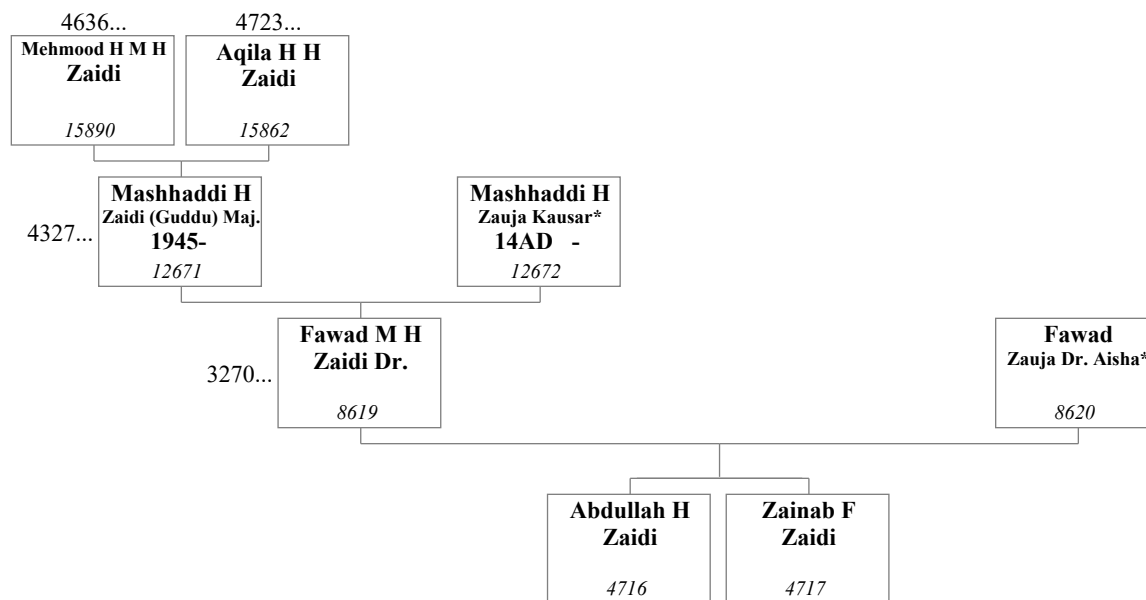 4636...
4723...
Mehmood H M H
Zaidi
15890
Aqila H H
Zaidi
15862
4327...
Mashhaddi H
Zaidi (Guddu) Maj.
1945-
12671
Mashhaddi H
Zauja Kausar*
14AD -
12672
3270...
Fawad M H
Zaidi Dr.
8619
Fawad
Zauja Dr. Aisha*
8620
Abdullah H
Zaidi
4716
Zainab F
Zaidi
4717